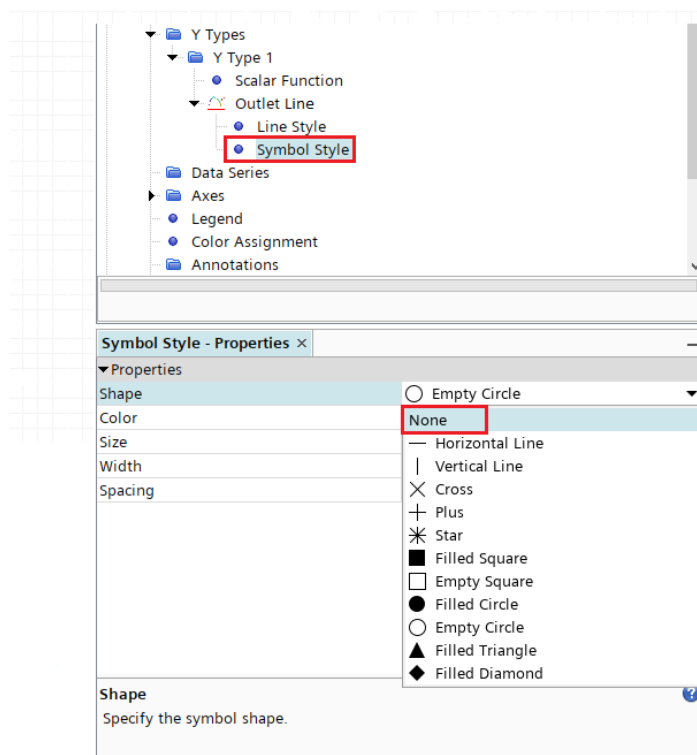 Y Types
Y Type 1
Scalar Function
Outlet Line
Line Style
Symbol Style
Data Series
Axes
Legend
Color Assignment
Annotations
Symbol Style - Properties ×
Properties
Shape Empty Circle
Color
Size
Width
Spacing
None
Horizontal Line
Vertical Line
Cross
Plus
Star
Filled Square
Empty Square
Filled Circle
Empty Circle
Filled Triangle
Filled Diamond
Shape ?
Specify the symbol shape.